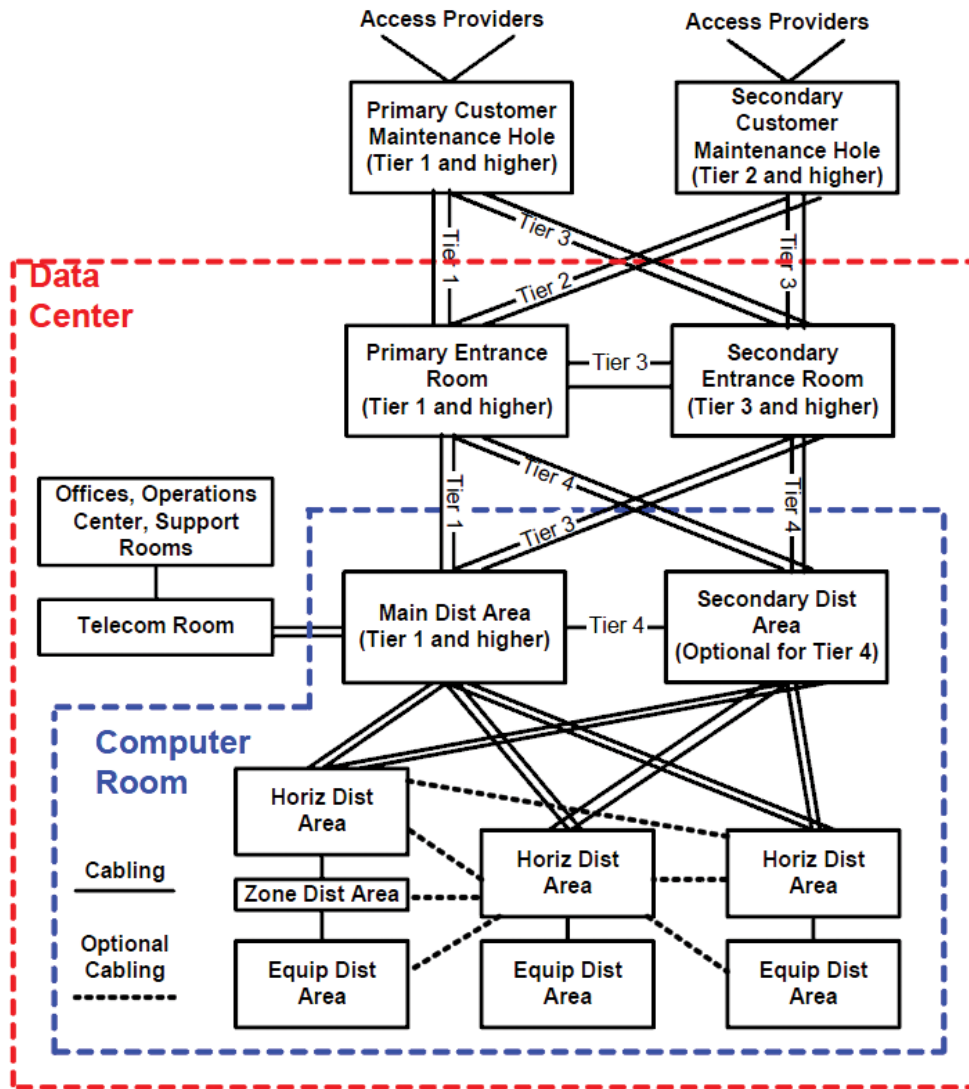 Access Providers
Access Providers
Primary Customer
Maintenance Hole
(Tier 1 and higher)
Secondary
Customer
Maintenance Hole
(Tier 2 and higher)
Tier 1
Tier 3
Tier 2
Tier 3
Data
Center
Primary Entrance
Room
(Tier 1 and higher)
Tier 3
Secondary
Entrance Room
(Tier 3 and higher)
Tier 1
Tier 4
Tier 3
Tier 4
Offices, Operations
Center, Support
Rooms
Telecom Room
Main Dist Area
(Tier 1 and higher)
Tier 4
Secondary Dist
Area
(Optional for Tier 4)
Computer
Room
Horiz Dist
Area
Horiz Dist
Area
Horiz Dist
Area
Cabling
Zone Dist Area
Optional
Cabling
Equip Dist
Area
Equip Dist
Area
Equip Dist
Area